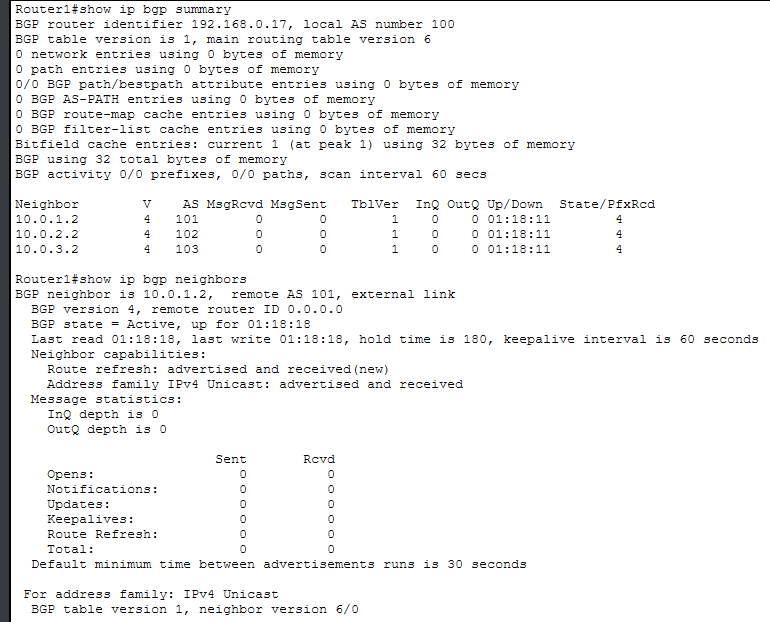 Router1#show ip bgp summary
BGP router identifier 192.168.0.17, local AS number 100
BGP table version is 1, main routing table version 6
0 network entries using 0 bytes of memory
0 path entries using 0 bytes of memory
0/0 BGP path/bestpath attribute entries using 0 bytes of memory
0 BGP AS-PATH entries using 0 bytes of memory
0 BGP route-map cache entries using 0 bytes of memory
0 BGP filter-list cache entries using 0 bytes of memory
Bitfield cache entries: current 1 (at peak 1) using 32 bytes of memory
BGP using 32 total bytes of memory
BGP activity 0/0 prefixes, 0/0 paths, scan interval 60 secs
Neighbor        V    AS MsgRcvd MsgSent   TblVer  InQ OutQ Up/Down  State/PfxRcd
10.0.1.2        4   101       0       0        1    0    0 01:18:11        4
10.0.2.2        4   102       0       0        1    0    0 01:18:11        4
10.0.3.2        4   103       0       0        1    0    0 01:18:11        4
Router1#show ip bgp neighbors
BGP neighbor is 10.0.1.2,  remote AS 101, external link
  BGP version 4, remote router ID 0.0.0.0
  BGP state = Active, up for 01:18:18
  Last read 01:18:18, last write 01:18:18, hold time is 180, keepalive interval is 60 seconds
  Neighbor capabilities:
    Route refresh: advertised and received(new)
    Address family IPv4 Unicast: advertised and received
  Message statistics:
    InQ depth is 0
    OutQ depth is 0
                         Sent       Rcvd
    Opens:                  0          0
    Notifications:          0          0
    Updates:                0          0
    Keepalives:             0          0
    Route Refresh:          0          0
    Total:                  0          0
  Default minimum time between advertisements runs is 30 seconds
 For address family: IPv4 Unicast
  BGP table version 1, neighbor version 6/0